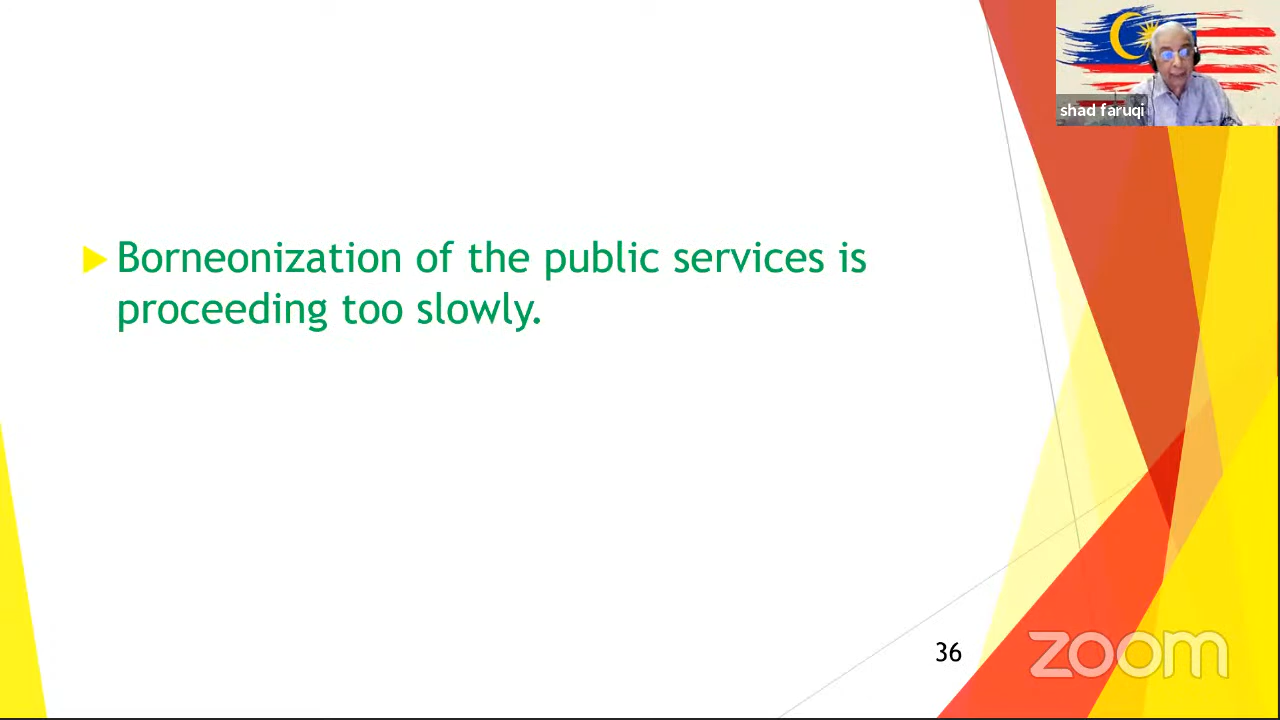 shad faruqi
Borneonization of the public services is
proceeding too slowly.
36
zoom